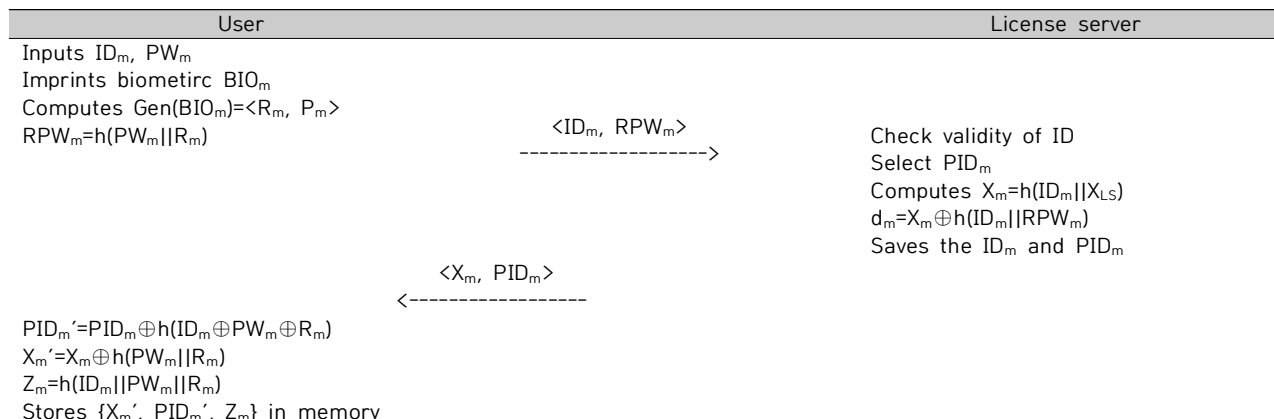 User License server
Inputs IDₘ, PWₘ
Imprints biometirc BIOₘ
Computes Gen(BIOₘ)=<Rₘ, Pₘ>
RPWₘ=h(PWₘ||Rₘ)
<IDₘ, RPWₘ>
------------------->
Check validity of ID
Select PIDₘ
Computes Xₘ=h(IDₘ||X_LS)
dₘ=Xₘ⊕h(IDₘ||RPWₘ)
Saves the IDₘ and PIDₘ
<Xₘ, PIDₘ>
<------------------
PIDₘ′=PIDₘ⊕h(IDₘ⊕PWₘ⊕Rₘ)
Xₘ′=Xₘ⊕h(PWₘ||Rₘ)
Zₘ=h(IDₘ||PWₘ||Rₘ)
Stores {Xₘ′, PIDₘ′, Zₘ} in memory